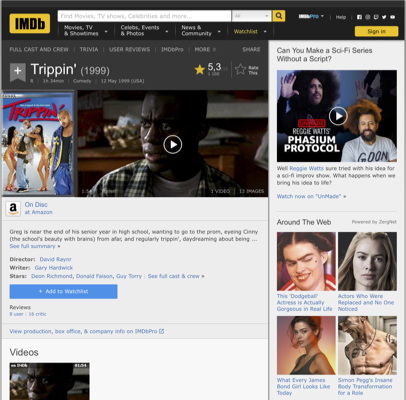 IMDb
Find Movies, TV shows, Celebrities and more...
All
IMDbPro
Help
Movies, TV
& Showtimes
Celebs, Events
& Photos
News &
Community
Watchlist
Sign in
FULL CAST AND CREW | TRIVIA | USER REVIEWS | IMDbPro | MORE
SHARE
Trippin' (1999)
5,3
Rate
This
R | 1h 34min | Comedy | 12 May 1999 (USA)
TRIPPIN'
1:34
2 VIDEO
13 IMAGES
On Disc
at Amazon
Greg is near the end of his senior year in high school, wanting to go to the prom, eyeing Cinny
(the school's beauty with brains) from afar, and regularly trippin', daydreaming about being ...
See full summary »
Director: David Raynr
Writer: Gary Hardwick
Stars: Deon Richmond, Donald Faison, Guy Torry | See full cast & crew »
+ Add to Watchlist
Reviews
8 user | 16 critic
View production, box office, & company info on IMDbPro
Videos
on IMDb
01:34
Can You Make a Sci-Fi Series
Without a Script?
REGGIE WATTS'
PHASIUM
PROTOCOL
Well Reggie Watts sure tried with his idea for
a sci-fi improv show. What happens when we
bring his idea to life?
Watch now on "UnMade" »
Around The Web
Powered by ZergNet
This 'Dodgeball'
Actress is Actually
Gorgeous in Real Life
Actors Who Were
Replaced and No One
Noticed
What Every James
Bond Girl Looks Like
Today
Simon Pegg's Insane
Body Transformation
for a Role